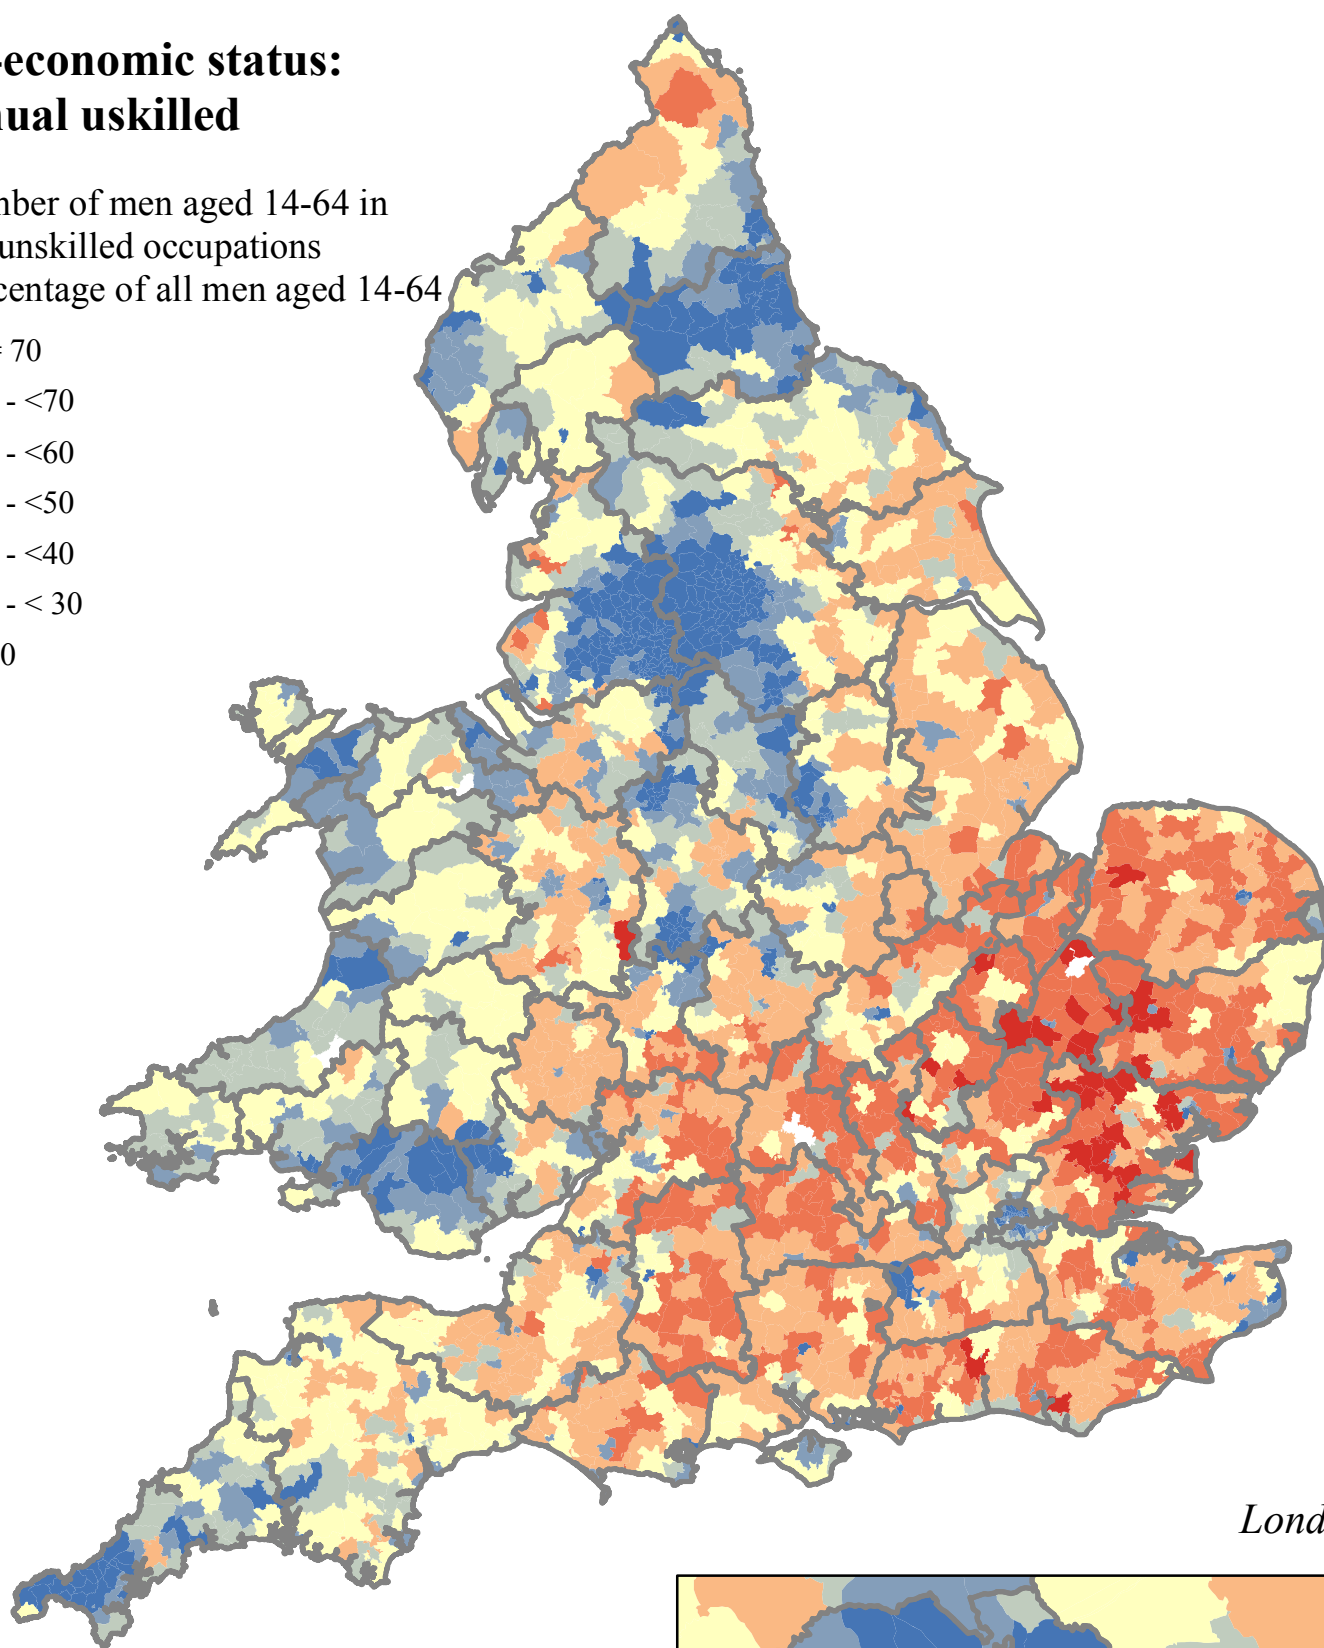 -economic status:
nual uskilled
nber of men aged 14-64 in
unskilled occupations
centage of all men aged 14-64
= 70
- <70
- <60
- <50
- <40
- < 30
0
Lond